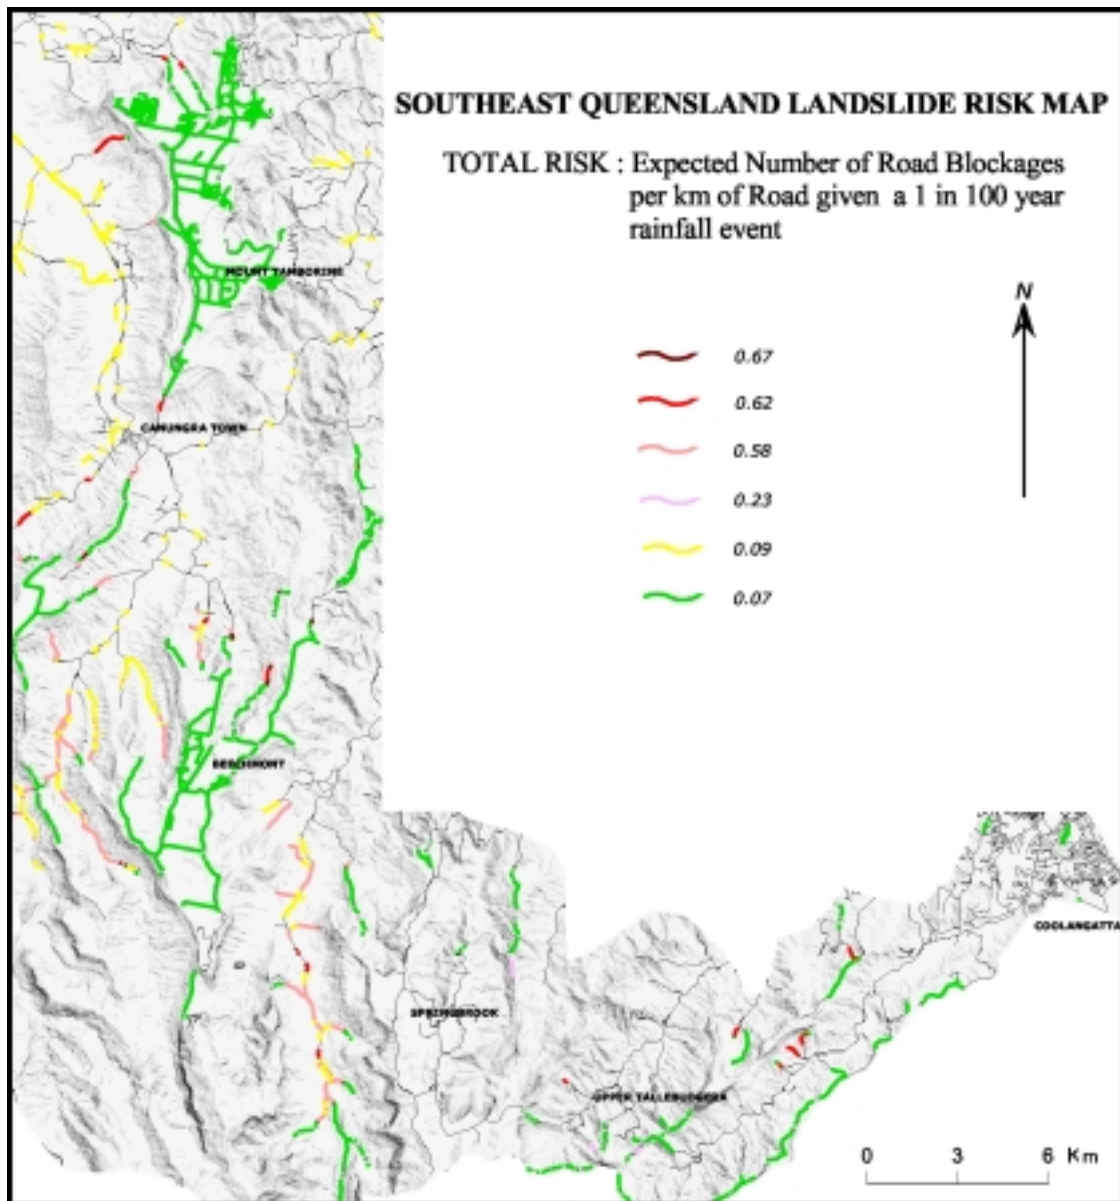 SOUTHEAST QUEENSLAND LANDSLIDE RISK MAP
TOTAL RISK : Expected Number of Road Blockages
per km of Road given a 1 in 100 year
rainfall event
MOUNT TAMBORINE
N
0.67
0.62
0.58
0.23
0.09
0.07
CANUNGRA TOWN
BEECHMONT
COOLANGATTA
SPRINGBROOK
UPPER TALLEBUDGERA
0 3 6 Km